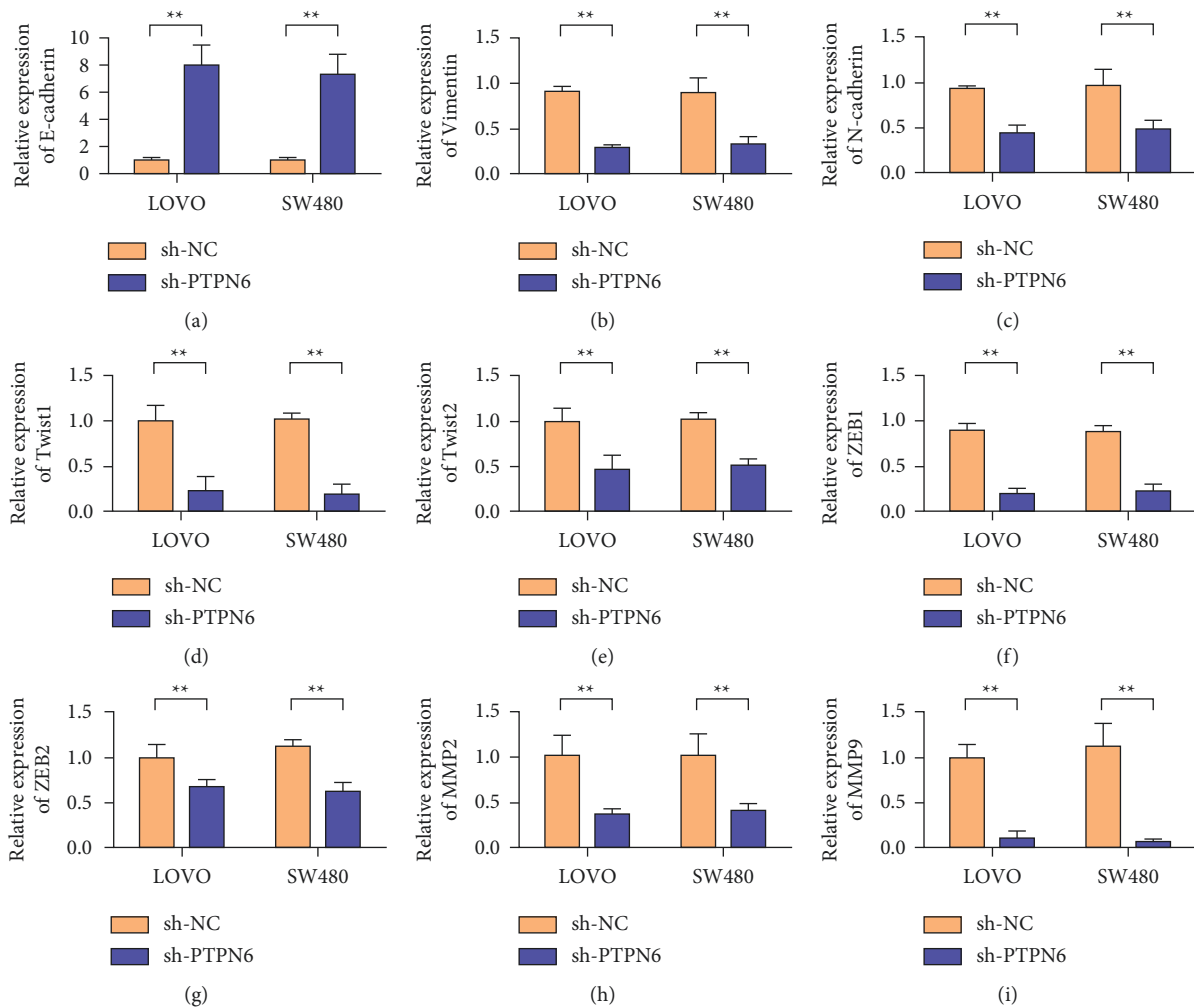 Relative expression
of E-cadherin
10
8
6
4
2
0
**
**
LOVO
SW480
sh-NC
sh-PTPN6
(a)
Relative expression
of Vimentin
1.5
1.0
0.5
0.0
**
**
LOVO
SW480
sh-NC
sh-PTPN6
(b)
Relative expression
of N-cadherin
1.5
1.0
0.5
0.0
**
**
LOVO
SW480
sh-NC
sh-PTPN6
(c)
Relative expression
of Twist1
1.5
1.0
0.5
0.0
**
**
LOVO
SW480
sh-NC
sh-PTPN6
(d)
Relative expression
of Twist2
1.5
1.0
0.5
0.0
**
**
LOVO
SW480
sh-NC
sh-PTPN6
(e)
Relative expression
of ZEB1
1.5
1.0
0.5
0.0
**
**
LOVO
SW480
sh-NC
sh-PTPN6
(f)
Relative expression
of ZEB2
1.5
1.0
0.5
0.0
**
**
LOVO
SW480
sh-NC
sh-PTPN6
(g)
Relative expression
of MMP2
1.5
1.0
0.5
0.0
**
**
LOVO
SW480
sh-NC
sh-PTPN6
(h)
Relative expression
of MMP9
1.5
1.0
0.5
0.0
**
**
LOVO
SW480
sh-NC
sh-PTPN6
(i)